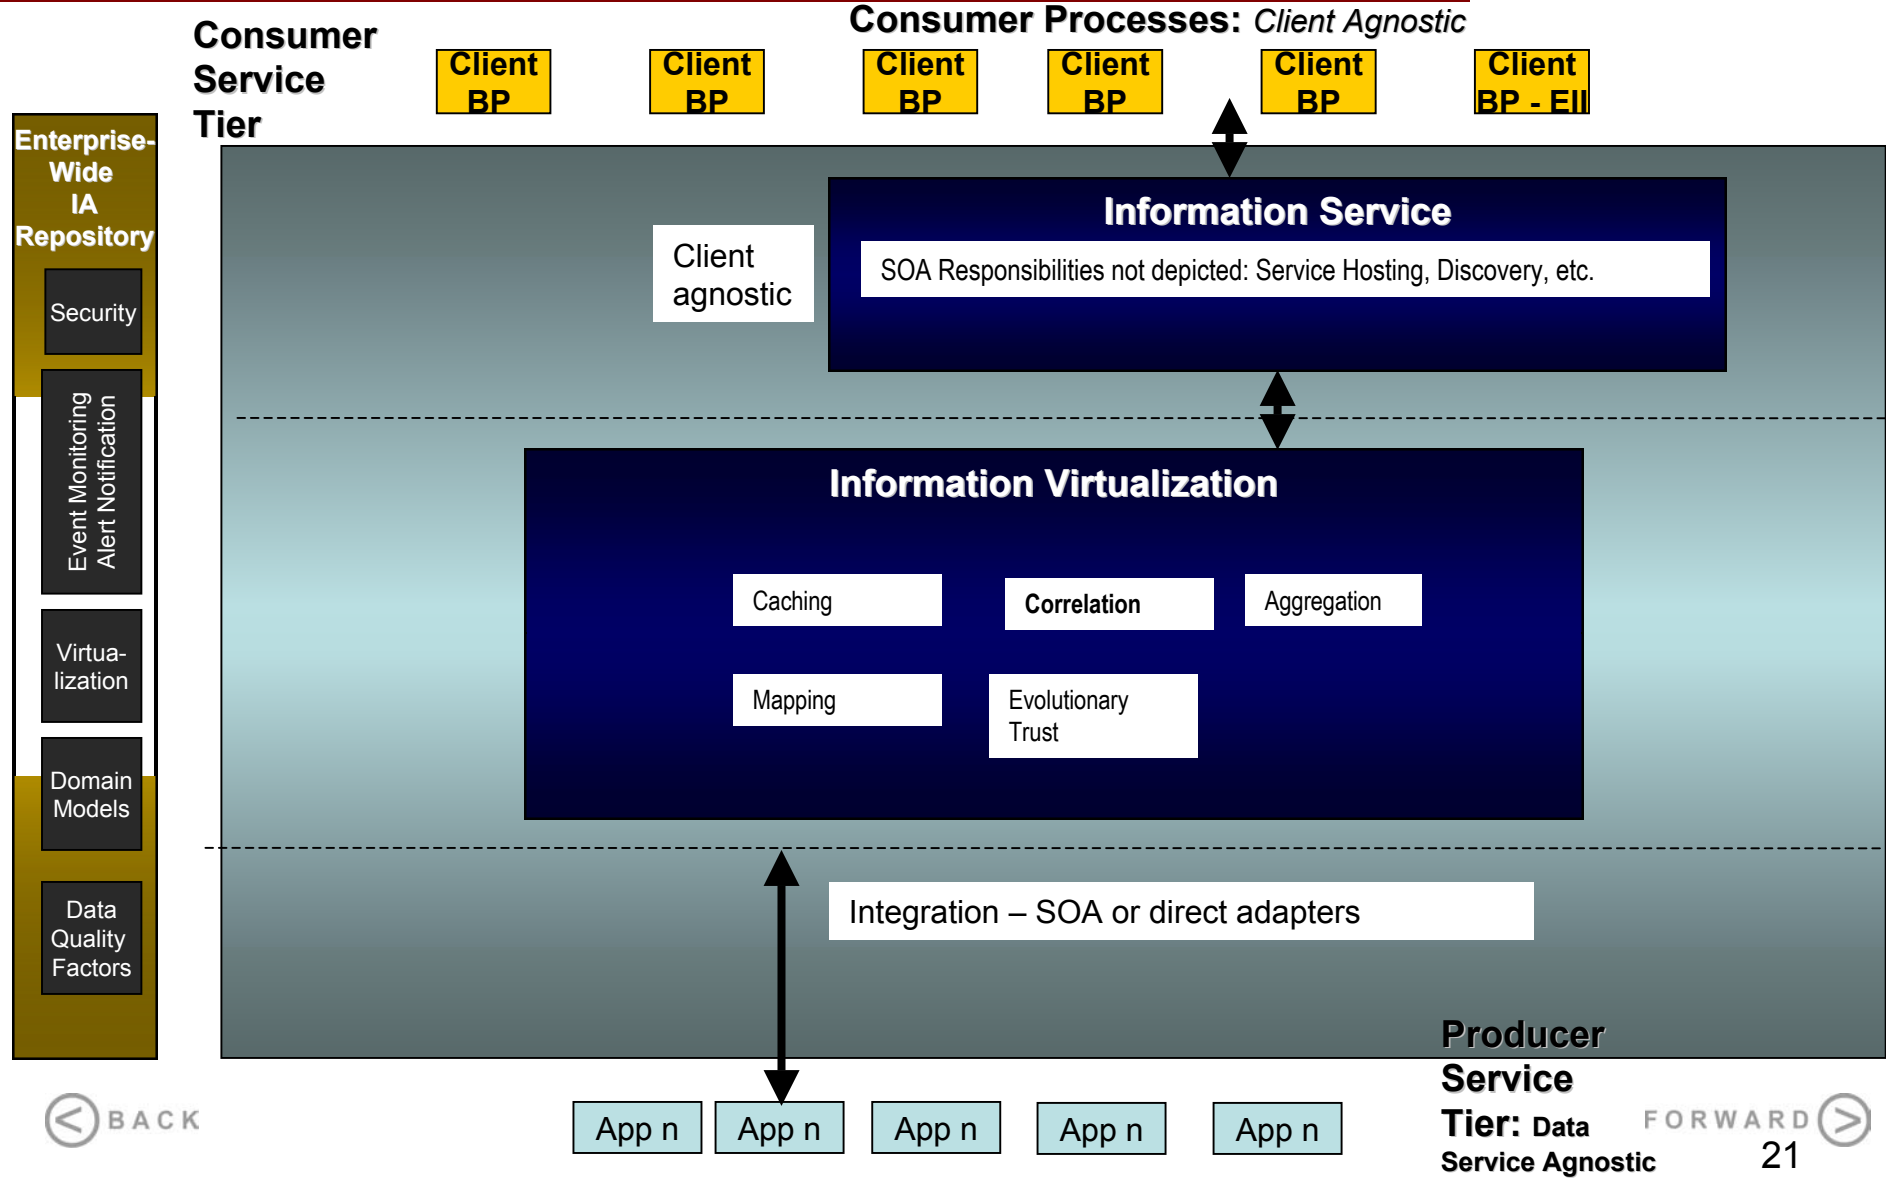 Consumer Processes: Client Agnostic
Consumer
Service
Tier
Client
BP
Client
BP
Client
BP
Client
BP
Client
BP
Client
BP - EII
Enterprise-
Wide
IA
Repository
Security
Event Monitoring
Alert Notification
Virtua-
lization
Domain
Models
Data
Quality
Factors
Information Service
Client
agnostic
SOA Responsibilities not depicted: Service Hosting, Discovery, etc.
Information Virtualization
Caching
Correlation
Aggregation
Mapping
Evolutionary
Trust
Integration – SOA or direct adapters
Producer
Service
Tier: Data
Service Agnostic
App n
App n
App n
App n
App n
BACK
FORWARD
21